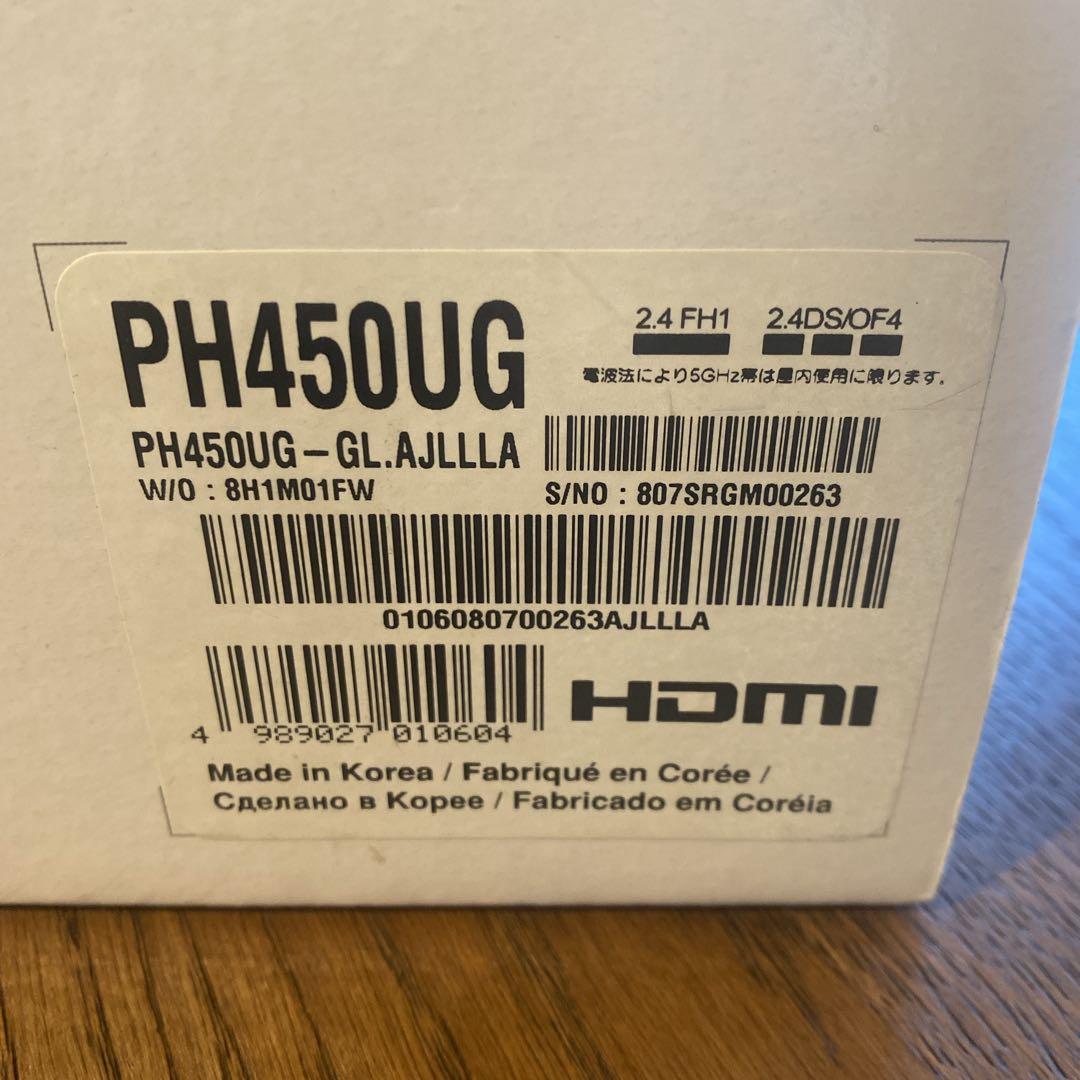 PH450UG
2.4 FH1 2.4DS/OF4
電波法により5GHz帯は屋内使用に限ります.
PH450UG-GL.AJLLLA
W/O : 8H1M01FW
S/NO : 807SRGM00263
0106080700263AJLLLA
4 989027 010604
HDMI
Made in Korea / Fabriqué en Corée /
Сделано в Корее / Fabricado em Coréia